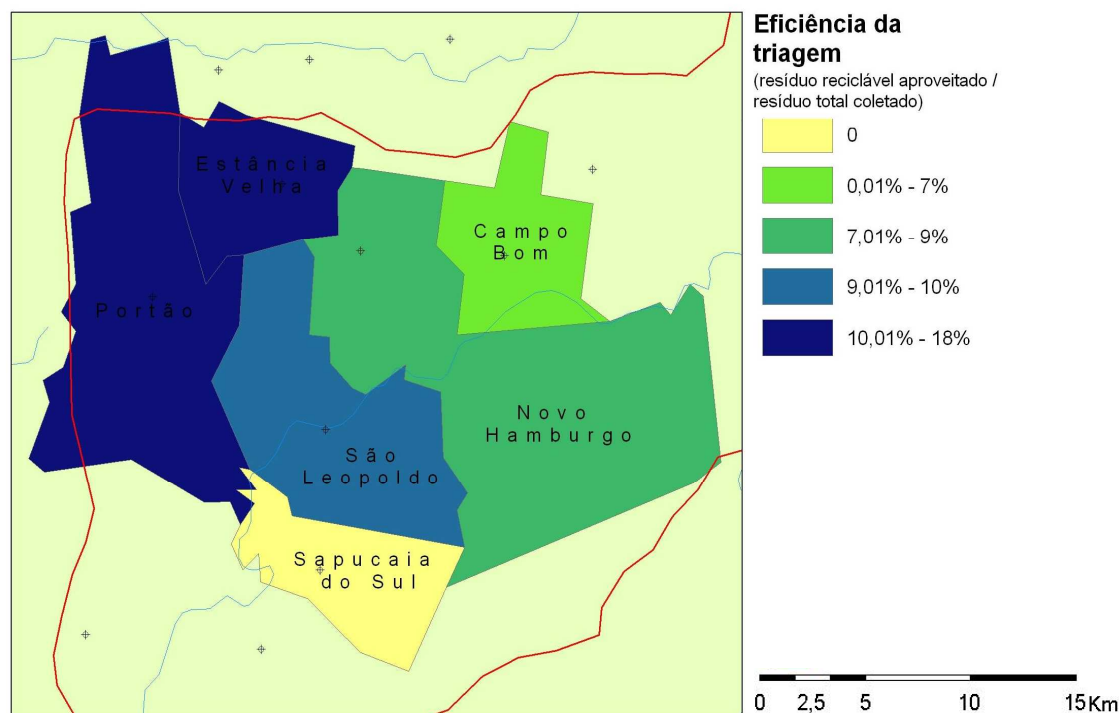 Eficiência da
triagem
(resíduo reciclável aproveitado /
resíduo total coletado)
0
0,01% - 7%
7,01% - 9%
9,01% - 10%
10,01% - 18%
Estância
Velha
Campo
Bom
Portão
Novo
Hamburgo
São
Leopoldo
Sapucaia
do Sul
0 2,5 5 10 15 Km